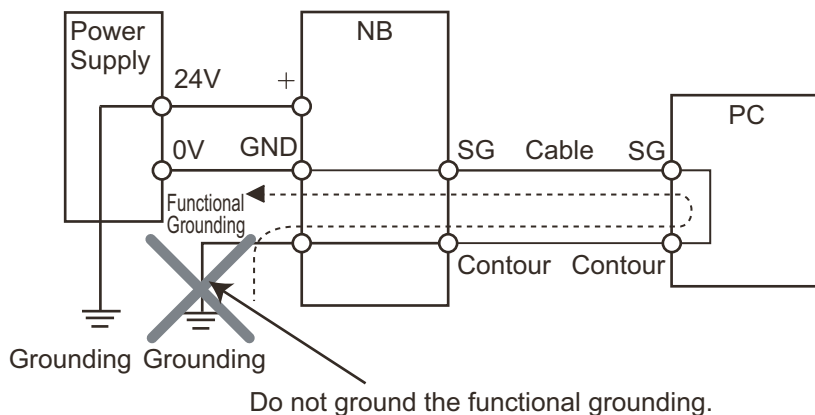 Power
Supply
NB
24V
+
PC
0V
GND
SG
Cable
SG
Functional
Grounding
Contour
Contour
Grounding
Grounding
Do not ground the functional grounding.